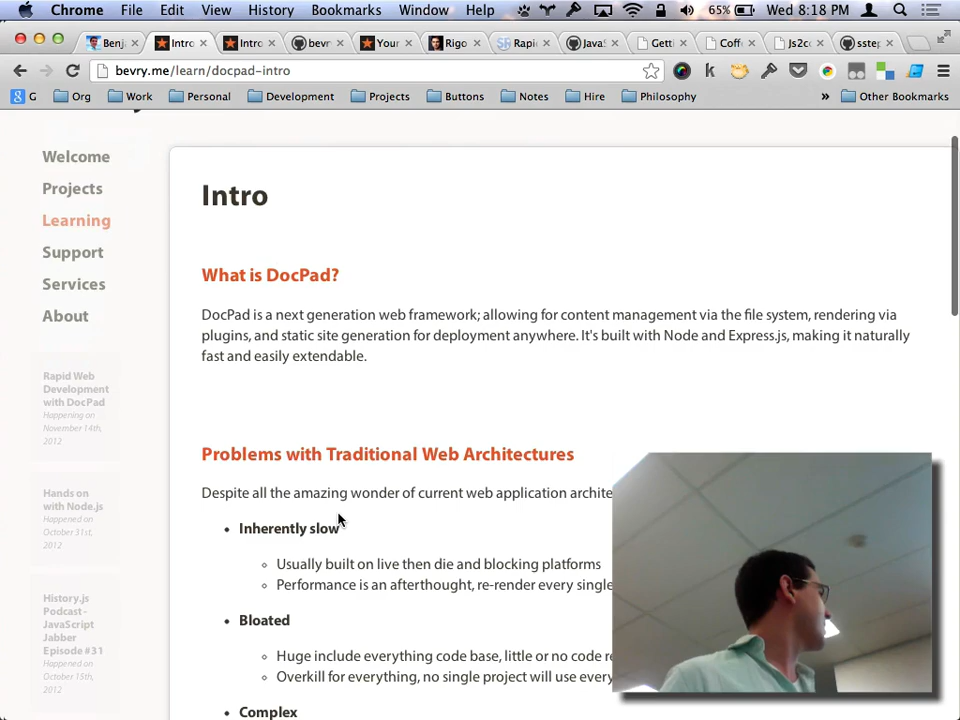 Chrome File Edit View History Bookmarks Window Help 65% Wed 8:18 PM
Benj Intro Intro bevr Your Rigo Rapi JavaS Getti Coff Js2c sstep
bevry.me/learn/docpad-intro
G Org Work Personal Development Projects Buttons Notes Hire Philosophy » Other Bookmarks
Welcome
Projects
Learning
Support
Services
About
Rapid Web
Development
with DocPad
Happening on
November 14th,
2012
Hands on
with Node.js
Happened on
October 31st,
2012
History.js
Podcast -
JavaScript
Jabber
Episode #31
Happened on
October 15th,
2012
Intro
What is DocPad?
DocPad is a next generation web framework; allowing for content management via the file system, rendering via
plugins, and static site generation for deployment anywhere. It's built with Node and Express.js, making it naturally
fast and easily extendable.
Problems with Traditional Web Architectures
Despite all the amazing wonder of current web application archite
• Inherently slow
◦ Usually built on live then die and blocking platforms
◦ Performance is an afterthought, re-render every single
• Bloated
◦ Huge include everything code base, little or no code re
◦ Overkill for everything, no single project will use every
• Complex